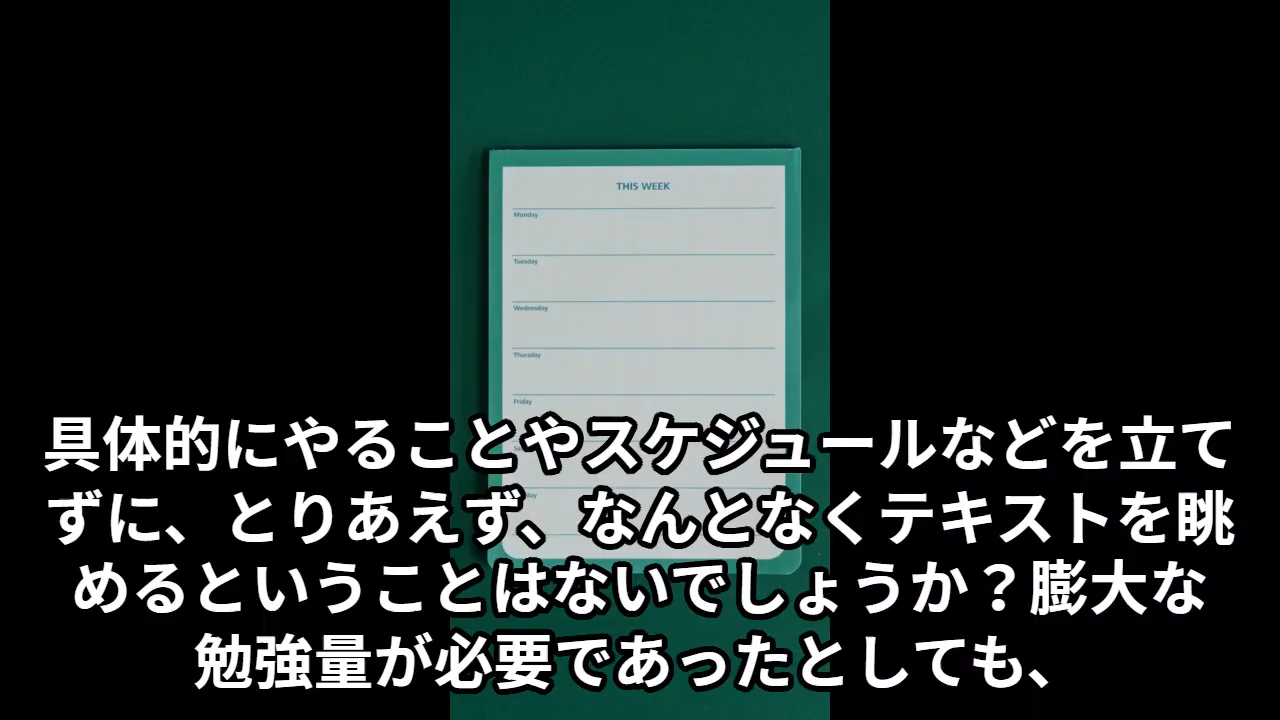 THIS WEEK
Monday
Tuesday
Wednesday
Thursday
Friday
具体的にやることやスケジュールなどを立て
ずに、とりあえず、なんとなくテキストを眺
めるということはないでしょうか？膨大な
勉強量が必要であったとしても、